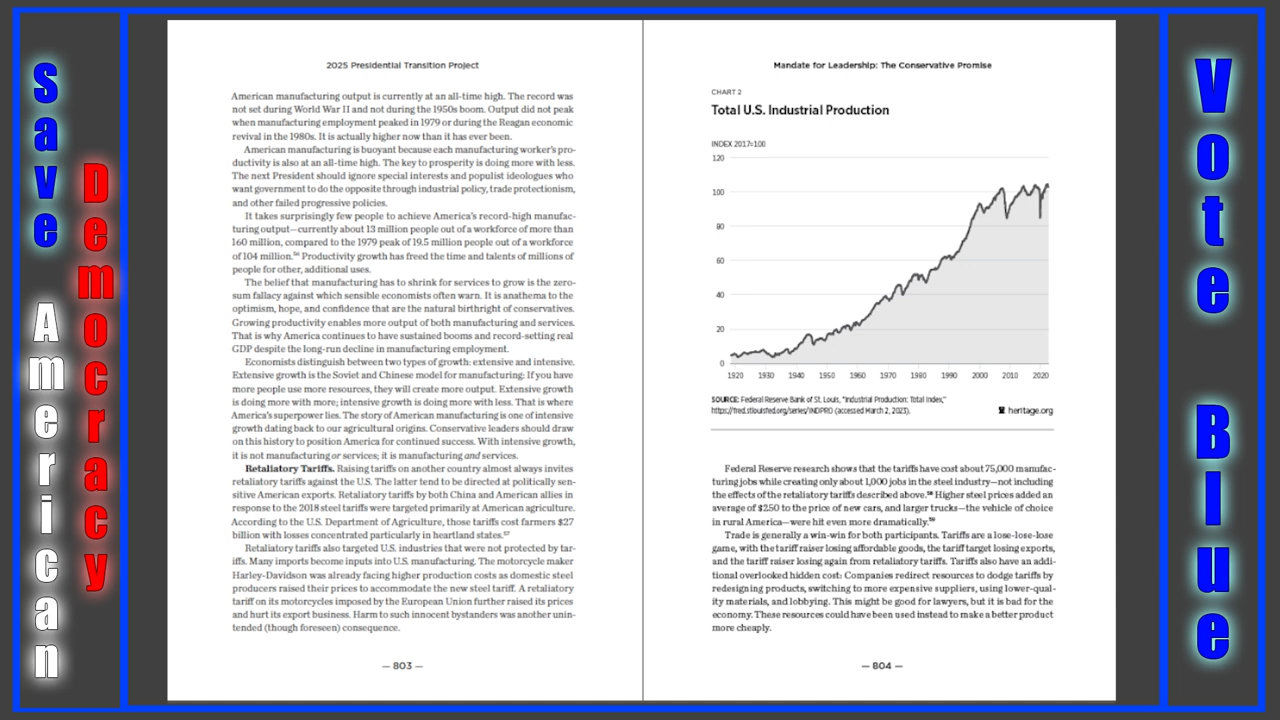 Save
American
Democracy
2025 Presidential Transition Project
American manufacturing output is currently at an all-time high. The record was
not set during World War II and not during the 1950s boom. Output did not peak
when manufacturing employment peaked in 1979 or during the Reagan economic
revival in the 1980s. It is actually higher now than it has ever been.
American manufacturing is buoyant because each manufacturing worker's pro-
ductivity is also at an all-time high. The key to prosperity is doing more with less.
The next President should ignore special interests and populist ideologues who
want government to do the opposite through industrial policy, trade protectionism,
and other failed progressive policies.
It takes surprisingly few people to achieve America's record-high manufac-
turing output—currently about 13 million people out of a workforce of more than
160 million, compared to the 1979 peak of 19.5 million people out of a workforce
of 104 million.56 Productivity growth has freed the time and talents of millions of
people for other, additional uses.
The belief that manufacturing has to shrink for services to grow is the zero-
sum fallacy against which sensible economists often warn. It is anathema to the
optimism, hope, and confidence that are the natural birthright of conservatives.
Growing productivity enables more output of both manufacturing and services.
That is why America continues to have sustained booms and record-setting real
GDP despite the long-run decline in manufacturing employment.
Economists distinguish between two types of growth: extensive and intensive.
Extensive growth is the Soviet and Chinese model for manufacturing: If you have
more people use more resources, they will create more output. Extensive growth
is doing more with more; intensive growth is doing more with less. That is where
America's superpower lies. The story of American manufacturing is one of intensive
growth dating back to our agricultural origins. Conservative leaders should draw
on this history to position America for continued success. With intensive growth,
it is not manufacturing or services; it is manufacturing and services.
Retaliatory Tariffs. Raising tariffs on another country almost always invites
retaliatory tariffs against the U.S. The latter tend to be directed at politically sen-
sitive American exports. Retaliatory tariffs by both China and American allies in
response to the 2018 steel tariffs were targeted primarily at American agriculture.
According to the U.S. Department of Agriculture, those tariffs cost farmers $27
billion with losses concentrated particularly in heartland states.57
Retaliatory tariffs also targeted U.S. industries that were not protected by tar-
iffs. Many imports become inputs into U.S. manufacturing. The motorcycle maker
Harley-Davidson was already facing higher production costs as domestic steel
producers raised their prices to accommodate the new steel tariff. A retaliatory
tariff on its motorcycles imposed by the European Union further raised its prices
and hurt its export business. Harm to such innocent bystanders was another unin-
tended (though foreseen) consequence.
— 803 —
Mandate for Leadership: The Conservative Promise
CHART 2
Total U.S. Industrial Production
INDEX 2017=100
120
100
80
60
40
20
0
1920 1930 1940 1950 1960 1970 1980 1990 2000 2010 2020
SOURCE: Federal Reserve Bank of St. Louis, "Industrial Production: Total Index,"
https://fred.stlouisfed.org/series/INDPRO (accessed March 2, 2023).
heritage.org
Federal Reserve research shows that the tariffs have cost about 75,000 manufac-
turing jobs while creating only about 1,000 jobs in the steel industry—not including
the effects of the retaliatory tariffs described above.58 Higher steel prices added an
average of $250 to the price of new cars, and larger trucks—the vehicle of choice
in rural America—were hit even more dramatically.59
Trade is generally a win-win for both participants. Tariffs are a lose-lose-lose
game, with the tariff raiser losing affordable goods, the tariff target losing exports,
and the tariff raiser losing again from retaliatory tariffs. Tariffs also have an addi-
tional overlooked hidden cost: Companies redirect resources to dodge tariffs by
redesigning products, switching to more expensive suppliers, using lower-qual-
ity materials, and lobbying. This might be good for lawyers, but it is bad for the
economy. These resources could have been used instead to make a better product
more cheaply.
— 804 —
Vote
Blue